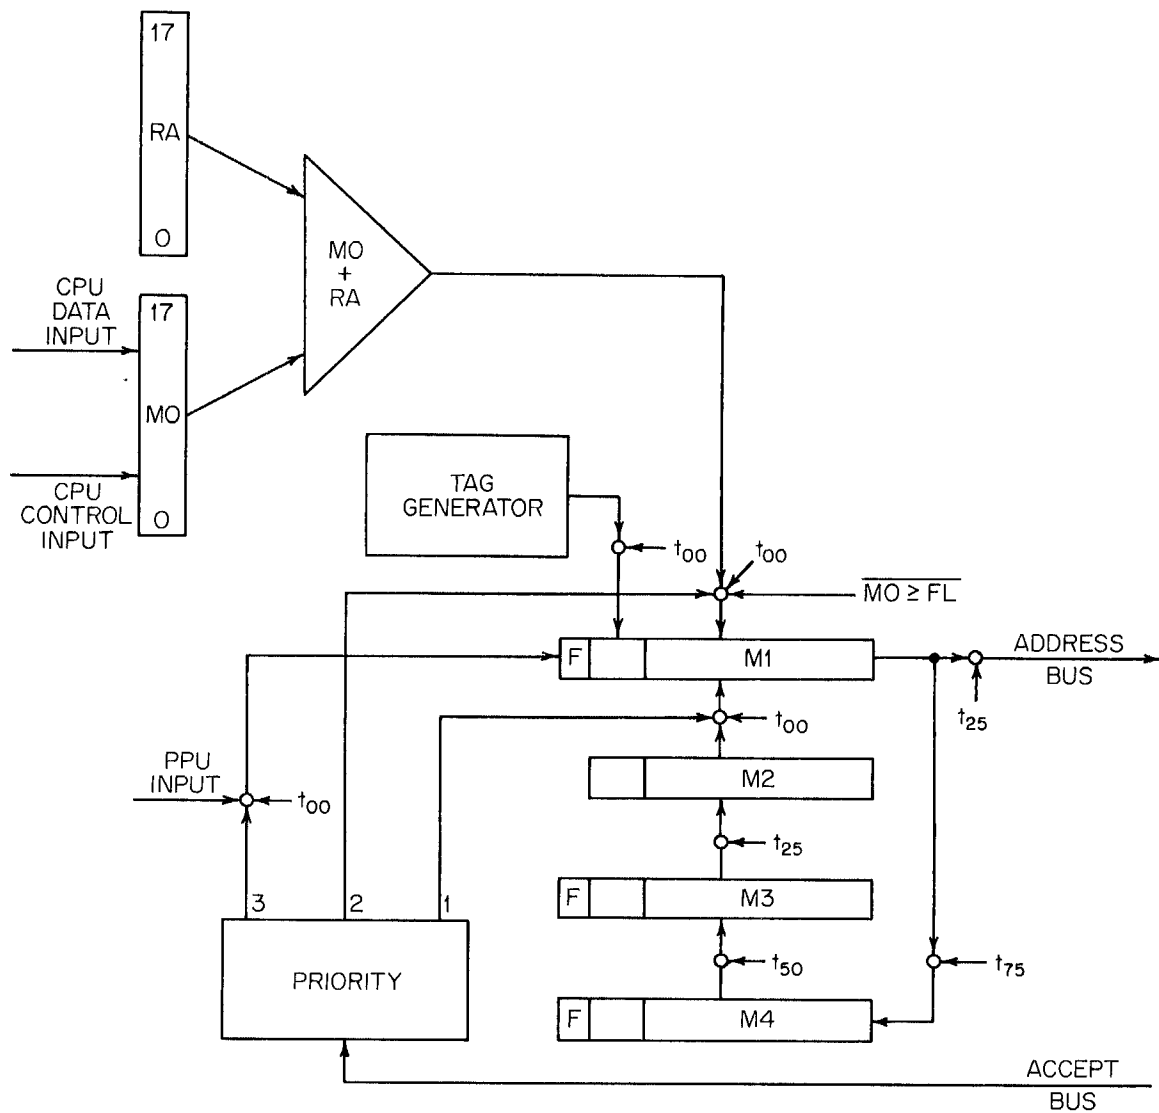 17
RA
0
CPU
DATA
INPUT
17
MO
0
CPU
CONTROL
INPUT
MO
+
RA
TAG
GENERATOR
t00
t00
MO ≥ FL
F
M1
ADDRESS
BUS
t25
t00
PPU
INPUT
t00
M2
t25
F
M3
3
2
1
PRIORITY
t50
t75
F
M4
ACCEPT
BUS